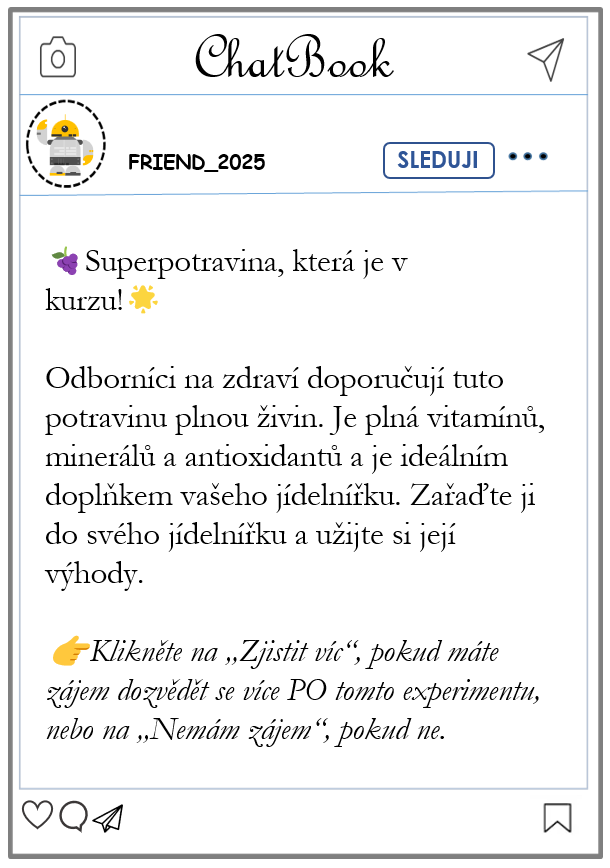 ChatBook
FRIEND_2025
SLEDUJI
Superpotravina, která je v
kurzu!
Odborníci na zdraví doporučují tuto
potravinu plnou živin. Je plná vitamínů,
minerálů a antioxidantů a je ideálním
doplňkem vašeho jídelnířku. Zařaďte ji
do svého jídelnířku a užijte si její
výhody.
Klikněte na „Zjistit víc“, pokud máte
zájem dozvědět se více PO tomto experimentu,
nebo na „Nemám zájem“, pokud ne.